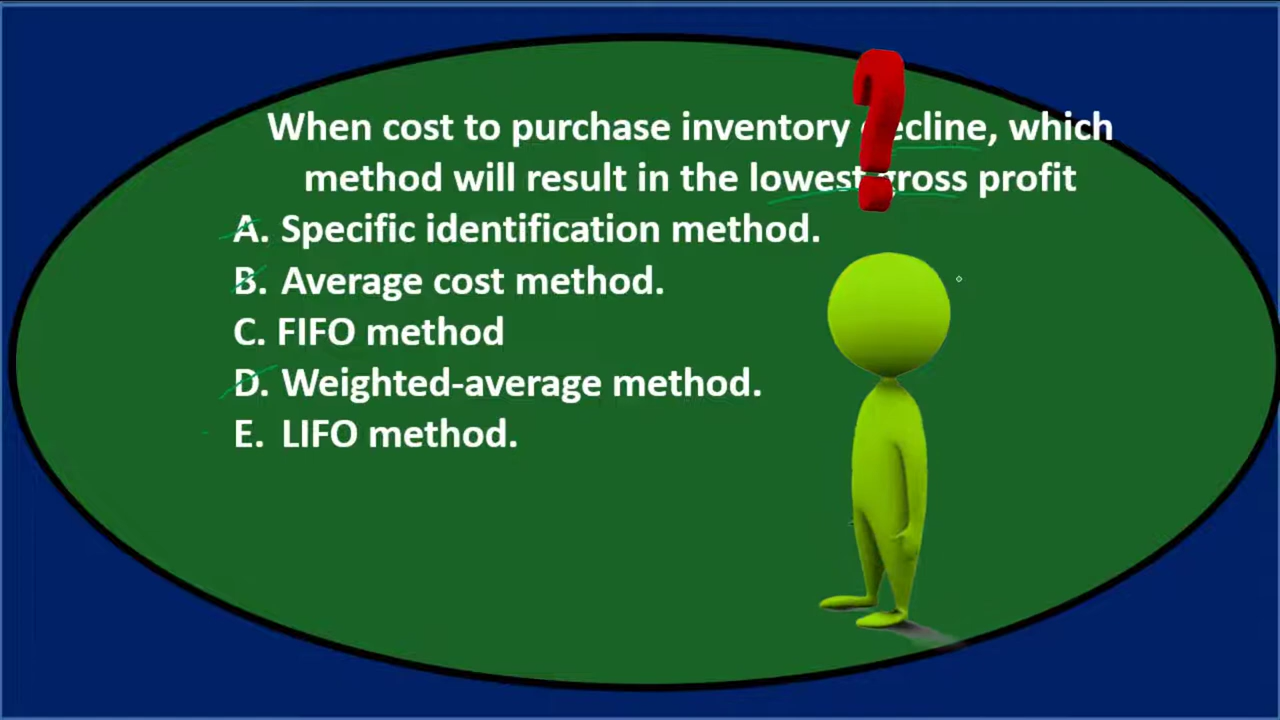 When cost to purchase inventory decline, which
method will result in the lowest gross profit
A. Specific identification method.
B. Average cost method.
C. FIFO method
D. Weighted-average method.
E. LIFO method.